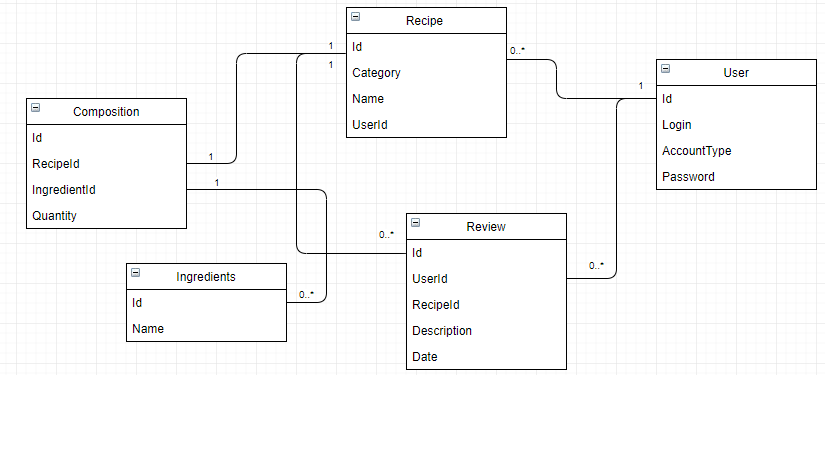 Recipe
Id
Category
Name
UserId
1
1
0..*
User
Id
Login
AccountType
Password
1
Composition
Id
RecipeId
IngredientId
Quantity
1
1
Review
Id
UserId
RecipeId
Description
Date
0..*
0..*
Ingredients
Id
Name
0..*